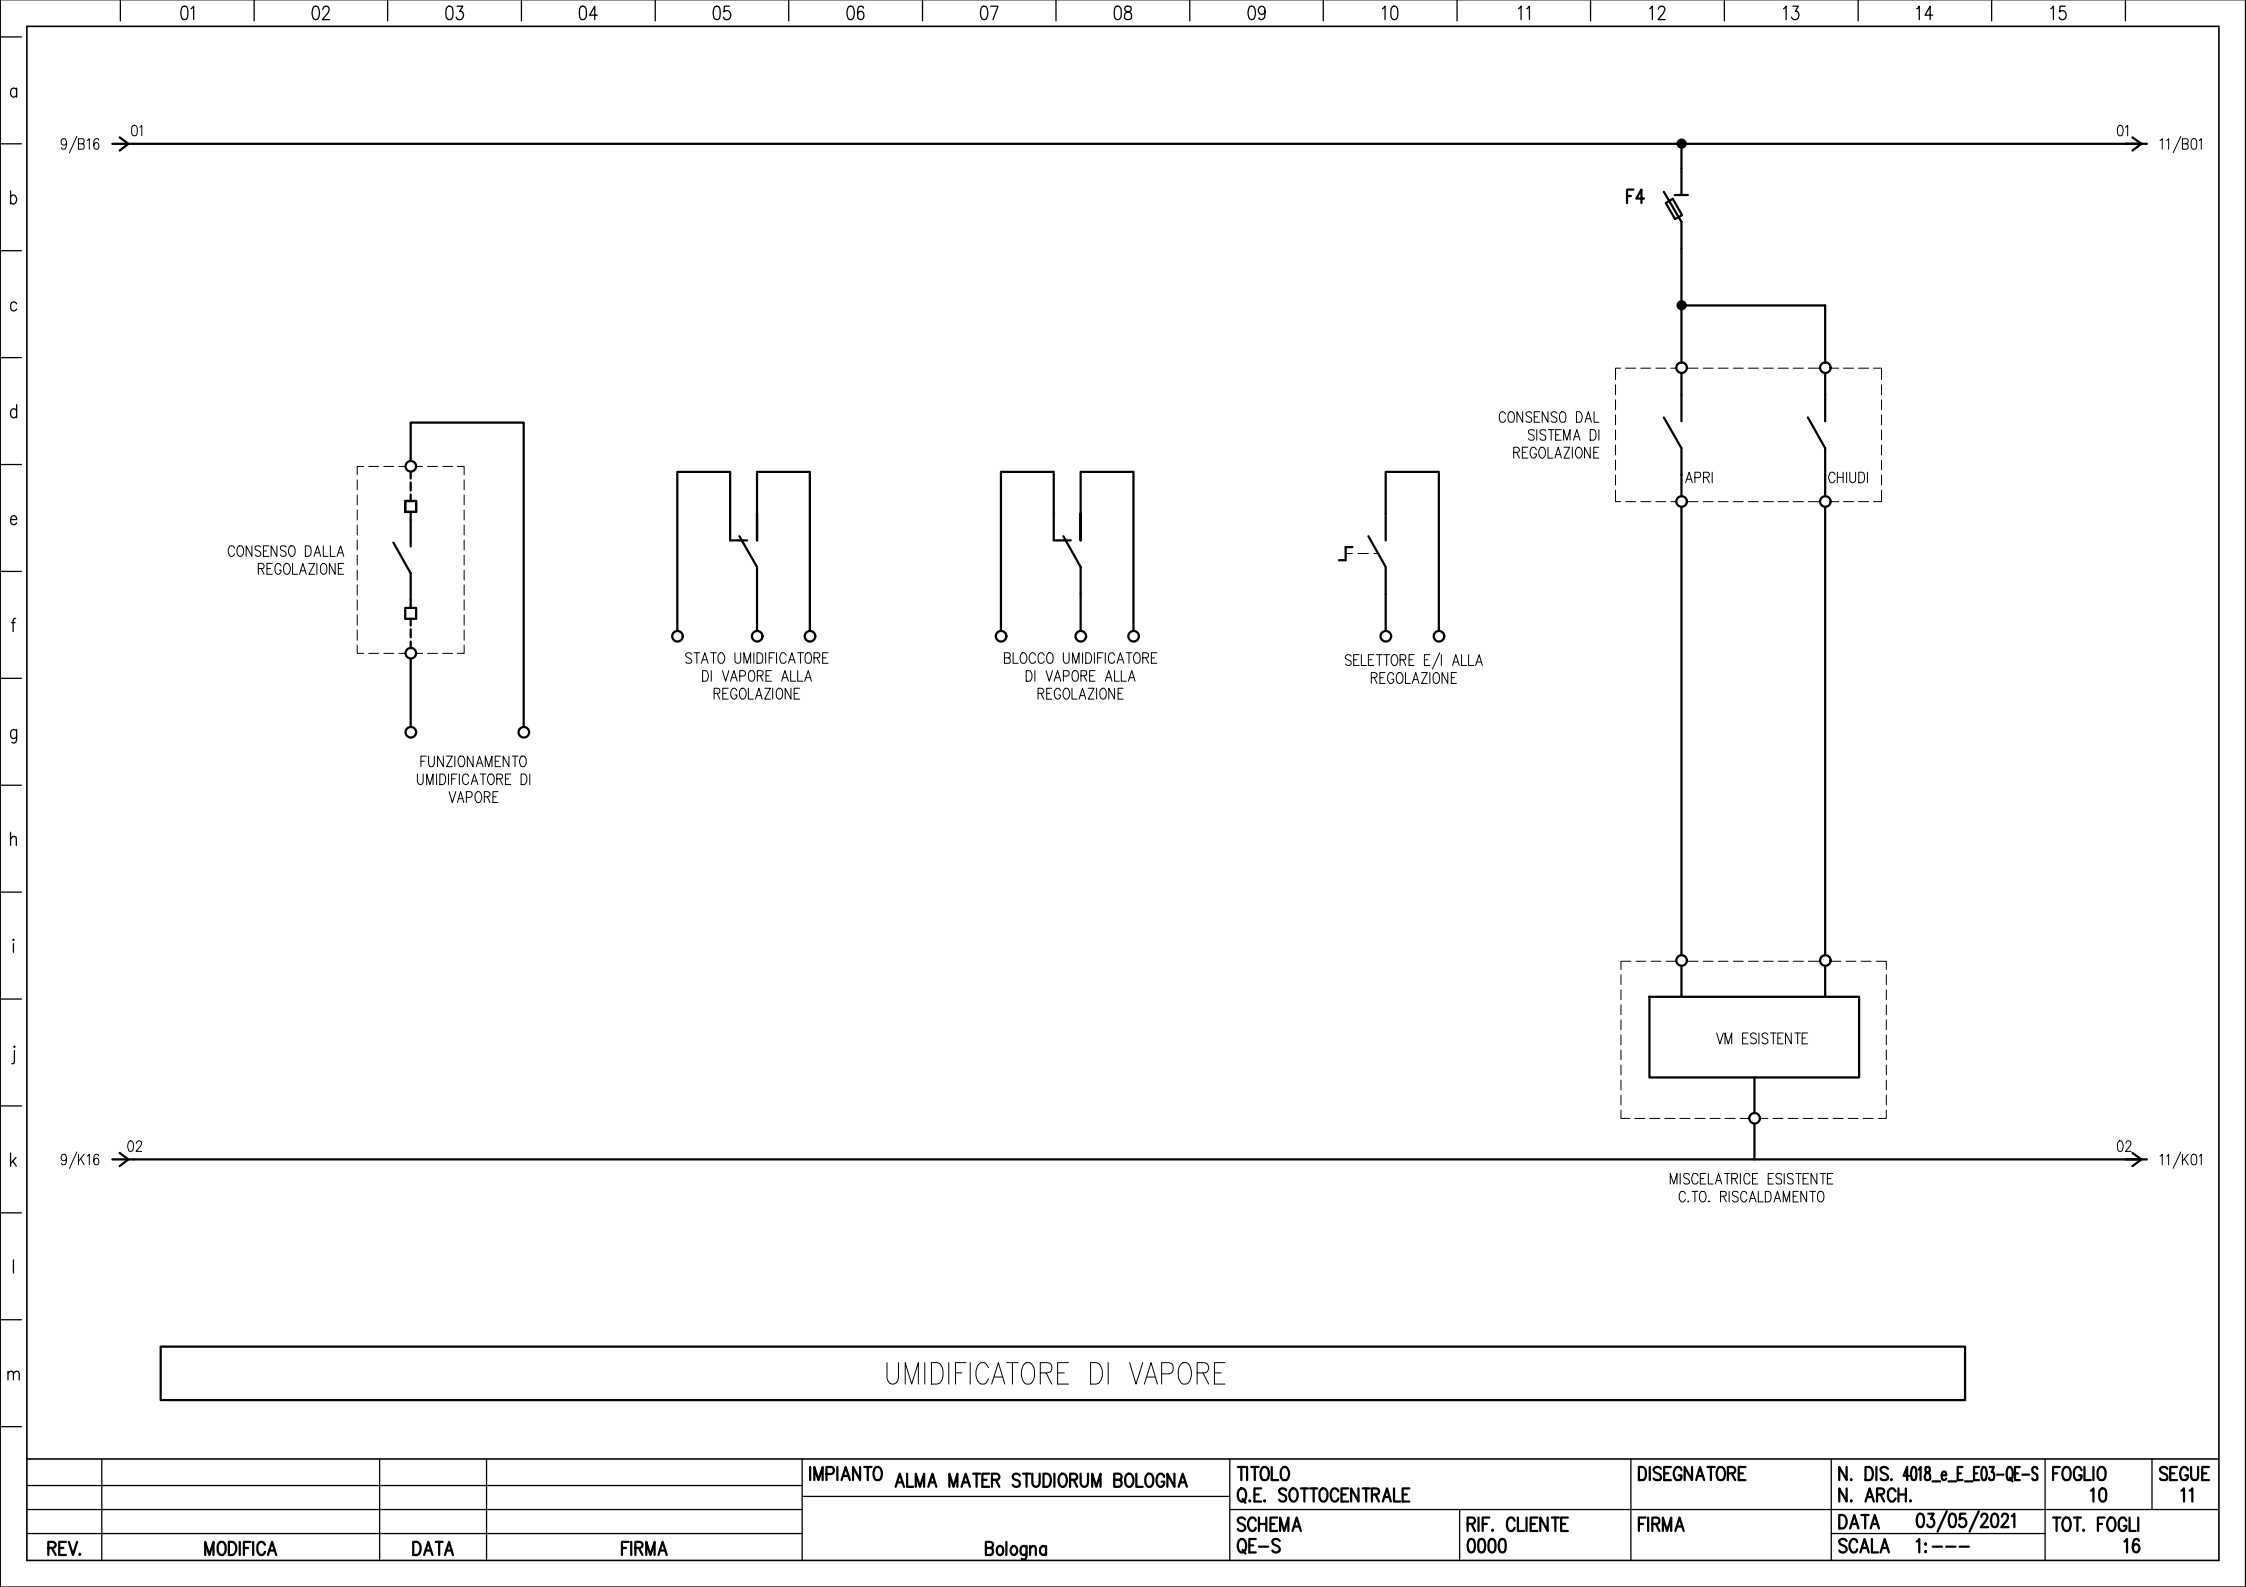 01 02 03 04 05 06 07 08 09 10 11 12 13 14 15
a
01 01
9/B16 11/B01
b
F4
c
d
CONSENSO DAL
SISTEMA DI
REGOLAZIONE
APRI CHIUDI
e
CONSENSO DALLA
REGOLAZIONE
f
STATO UMIDIFICATORE
DI VAPORE ALLA
REGOLAZIONE
BLOCCO UMIDIFICATORE
DI VAPORE ALLA
REGOLAZIONE
SELETTORE E/I ALLA
REGOLAZIONE
g
FUNZIONAMENTO
UMIDIFICATORE DI
VAPORE
h
i
j
VM ESISTENTE
02 02
k
9/K16 11/K01
MISCELATRICE ESISTENTE
C.TO. RISCALDAMENTO
l
m
UMIDIFICATORE DI VAPORE
REV. MODIFICA DATA FIRMA
IMPIANTO ALMA MATER STUDIORUM BOLOGNA
Bologna
TITOLO
Q.E. SOTTOCENTRALE
SCHEMA
QE-S
RIF. CLIENTE
0000
DISEGNATORE
FIRMA
N. DIS. 4018_e_E_E03-QE-S
N. ARCH.
DATA 03/05/2021
SCALA 1:---
FOGLIO
10
SEGUE
11
TOT. FOGLI
16